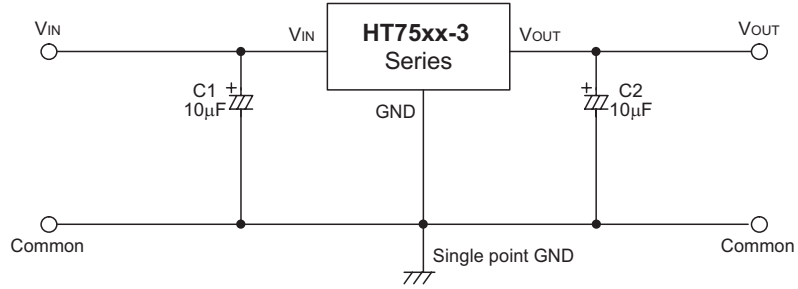 VIN
VIN
HT75xx-3
Series
VOUT
VOUT
C1 +
10μF
GND
+ C2
10μF
Common
Single point GND
Common